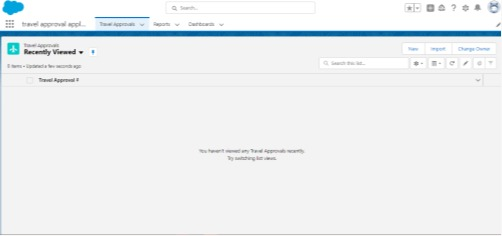 Search...
travel approval appl...
Travel Approvals
Reports
Dashboards
Travel Approvals
Recently Viewed
New
Import
Change Owner
0 items • Updated a few seconds ago
Search this list...
Travel Approval #
You haven't viewed any Travel Approvals recently.
Try switching list views.